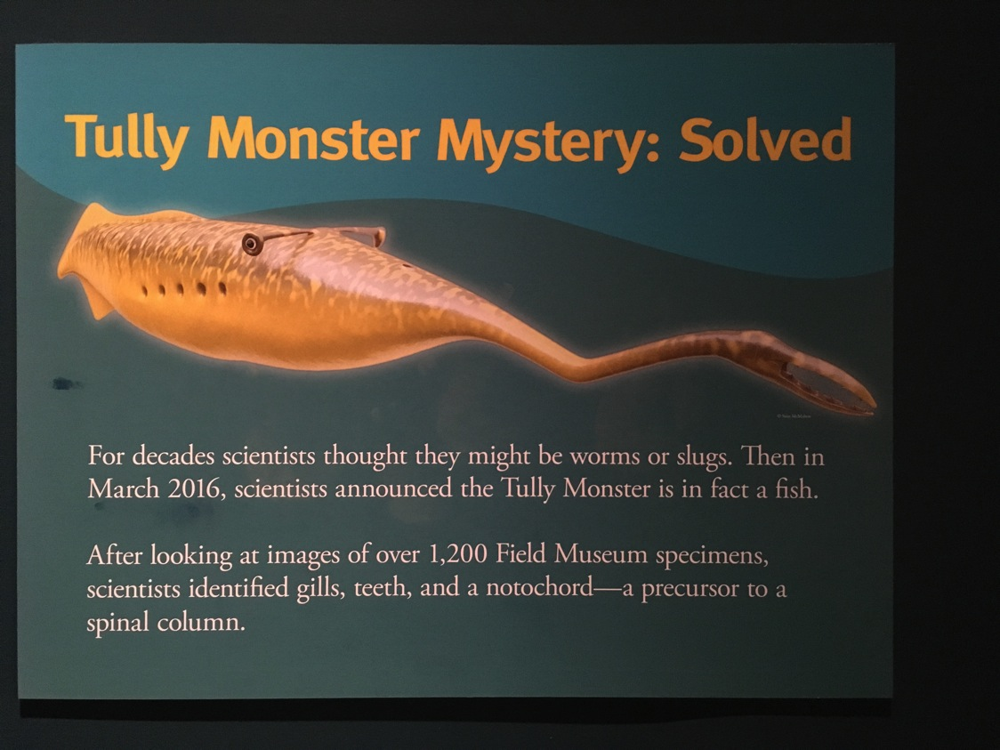 Tully Monster Mystery: Solved
For decades scientists thought they might be worms or slugs. Then in
March 2016, scientists announced the Tully Monster is in fact a fish.
After looking at images of over 1,200 Field Museum specimens,
scientists identified gills, teeth, and a notochord—a precursor to a
spinal column.